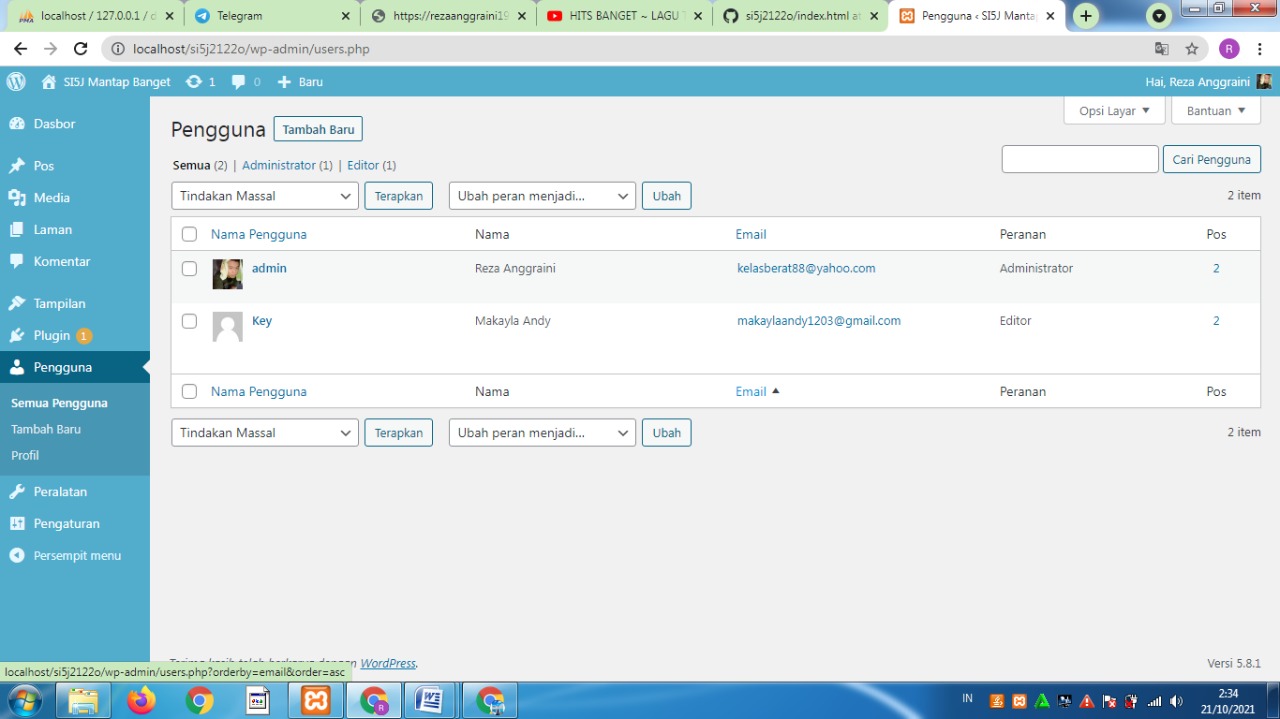 localhost / 127.0.0.1 / d
Telegram
https://rezaanggraini19
HITS BANGET ~ LAGU T
si5j2122o/index.html at
Pengguna ‹ SI5J Manta
localhost/si5j2122o/wp-admin/users.php
R
SI5J Mantap Banget
1
0
Baru
Hai, Reza Anggraini
Dasbor
Pos
Media
Laman
Komentar
Tampilan
Plugin 1
Pengguna
Semua Pengguna
Tambah Baru
Profil
Peralatan
Pengaturan
Persempit menu
Opsi Layar
Bantuan
Pengguna
Tambah Baru
Semua (2) | Administrator (1) | Editor (1)
Cari Pengguna
Tindakan Massal
Terapkan
Ubah peran menjadi...
Ubah
2 item
Nama Pengguna
Nama
Email
Peranan
Pos
admin
Reza Anggraini
kelasberat88@yahoo.com
Administrator
2
Key
Makayla Andy
makaylaandy1203@gmail.com
Editor
2
Nama Pengguna
Nama
Email
Peranan
Pos
Tindakan Massal
Terapkan
Ubah peran menjadi...
Ubah
2 item
Terima kasih telah berkarya dengan WordPress.
Versi 5.8.1
localhost/si5j2122o/wp-admin/users.php?orderby=email&order=asc
IN
2:34
21/10/2021